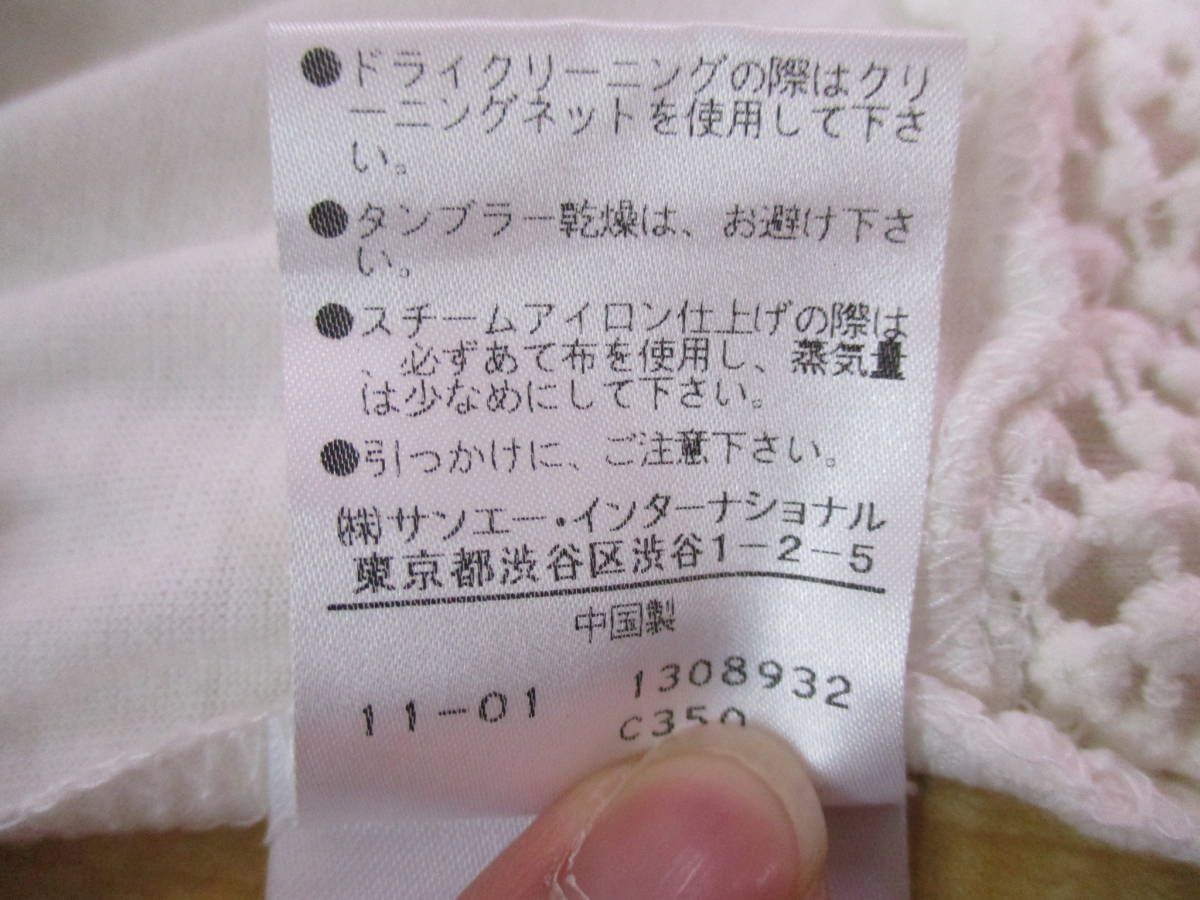 ●ドライクリーニングの際はクリ
ーニングネットを使用して下さ
い。
●タンブラー乾燥は、お避け下さ
い。
●スチームアイロン仕上げの際は
、必ずあて布を使用し、蒸気量
は少なめにして下さい。
●引っかけに、ご注意下さい。
(株)サンエー・インターナショナル
東京都渋谷区渋谷1-2-5
中国製
11-01 1308932
C350